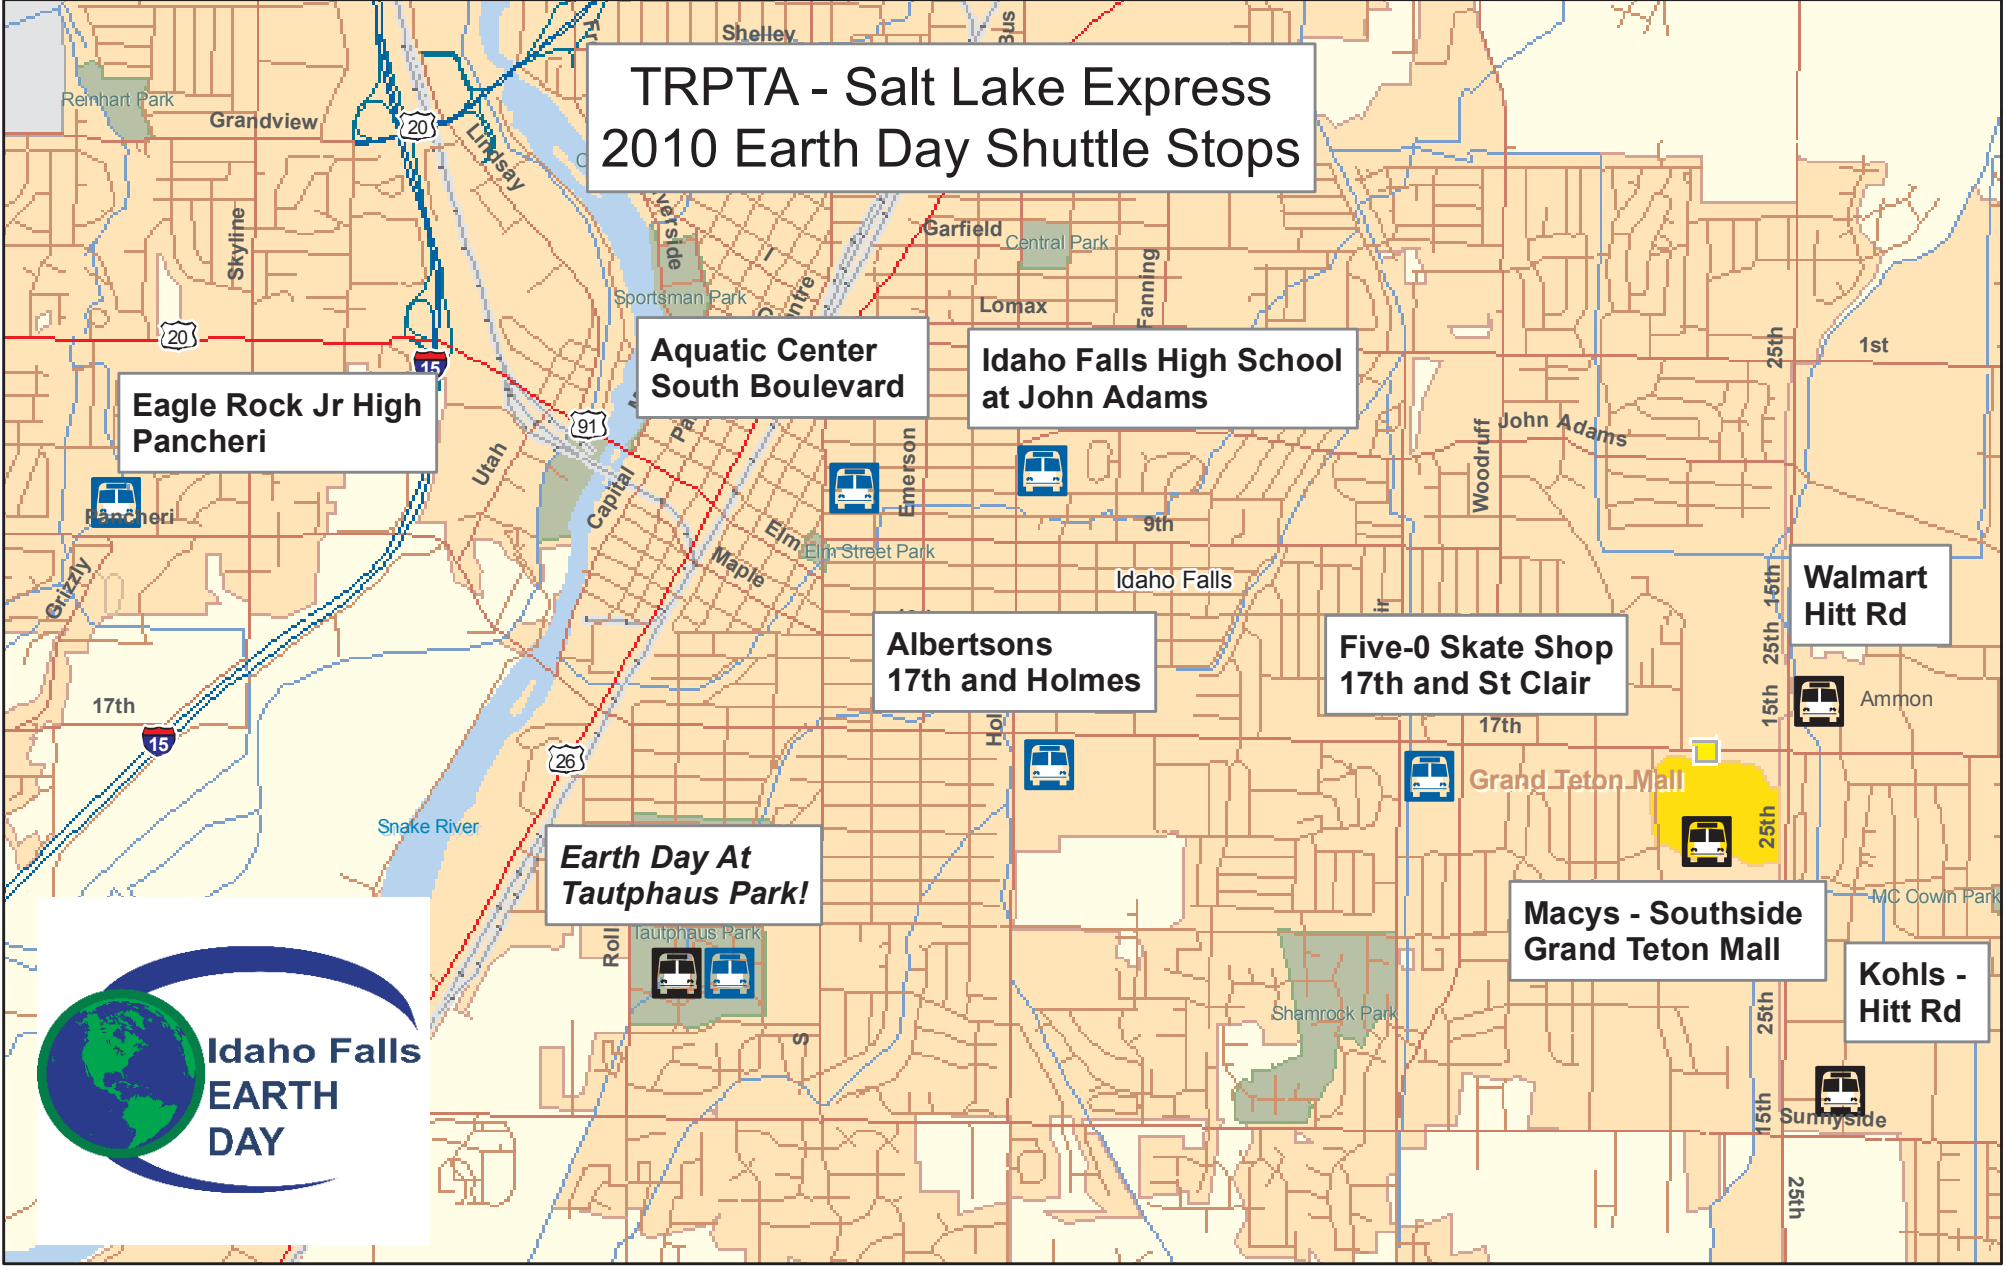 Shelley
Bus
TRPTA - Salt Lake Express
2010 Earth Day Shuttle Stops
Reinhart Park
Grandview
20
Lindsay
Skyline
Garfield
Central Park
Fanning
Sportsman Park
Lomax
20
15
25th
1st
Aquatic Center
South Boulevard
Idaho Falls High School
at John Adams
Eagle Rock Jr High
Pancheri
91
Utah
Capital
Emerson
Woodruff
John Adams
Pancheri
9th
Elm
Maple
Elm Street Park
Grizzly
Idaho Falls
15th
25th
15th
Walmart
Hitt Rd
Albertsons
17th and Holmes
Five-0 Skate Shop
17th and St Clair
Ammon
17th
15
26
17th
Grand Teton Mall
Snake River
25th
Earth Day At
Tautphaus Park!
Macys - Southside
Grand Teton Mall
MC Cowin Park
Tautphaus Park
Kohls -
Hitt Rd
Shamrock Park
25th
S
Idaho Falls
EARTH
DAY
15th
Sunnyside
25th